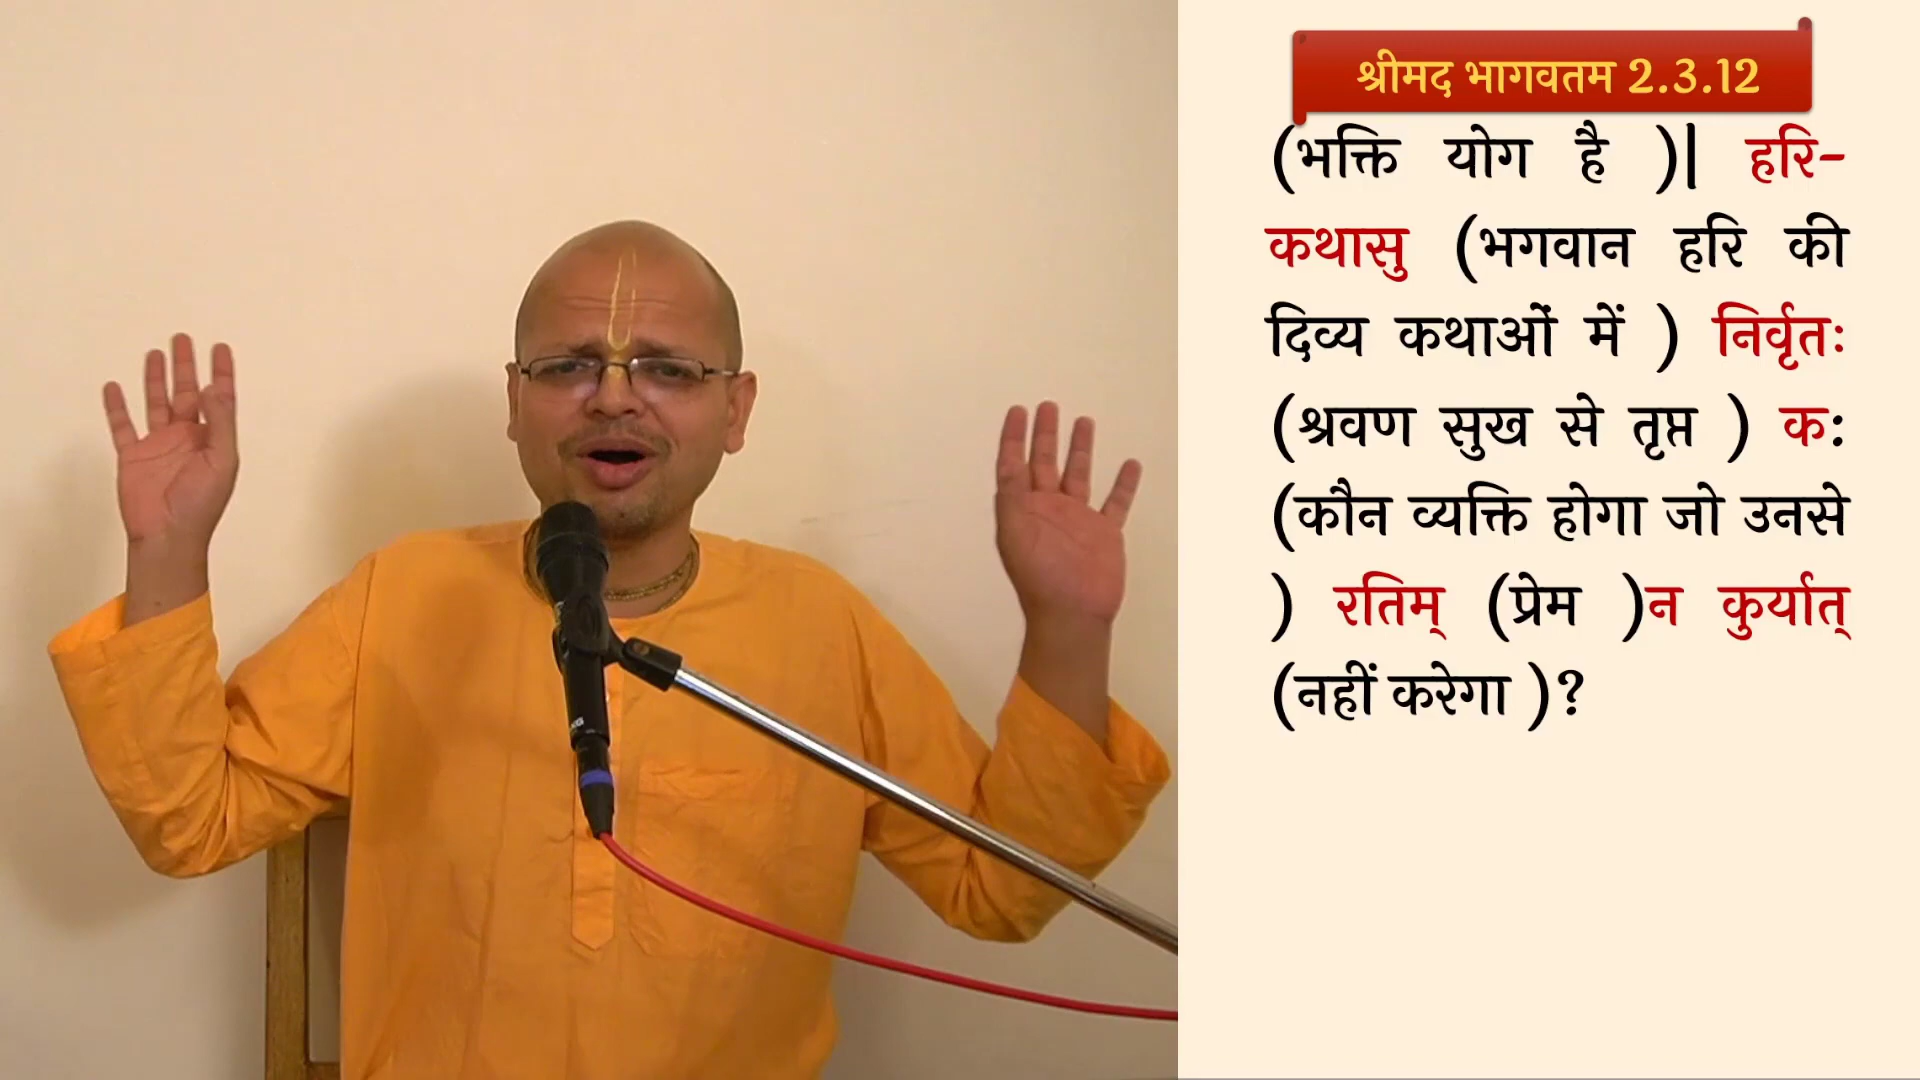 श्रीमद भागवतम 2.3.12
(भक्ति योग है )| हरि-
कथासु (भगवान हरि की
दिव्य कथाओं में ) निर्वृतः
(श्रवण सुख से तृप्त ) क:
(कौन व्यक्ति होगा जो उनसे
) रतिम् (प्रेम )न कुर्यात्
(नहीं करेगा )?